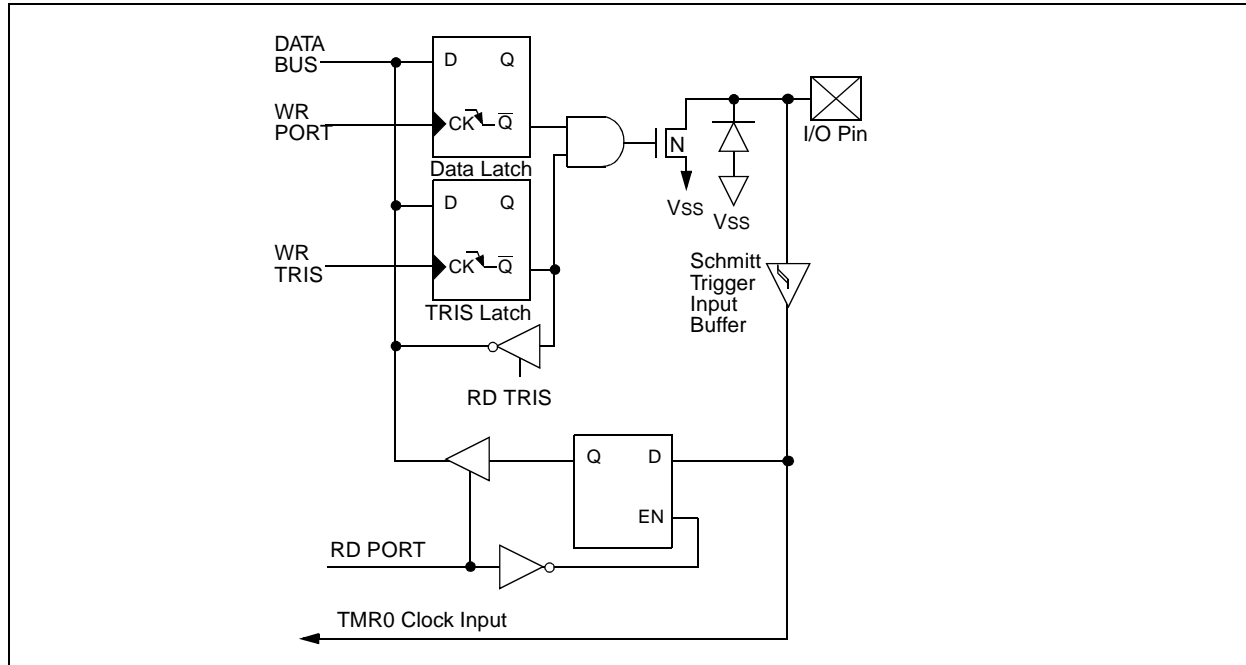 DATA
BUS
D
Q
WR
PORT
CK
Q
Data Latch
N
I/O Pin
VSS
VSS
D
Q
WR
TRIS
CK
Q
TRIS Latch
Schmitt
Trigger
Input
Buffer
RD TRIS
Q
D
EN
RD PORT
TMR0 Clock Input